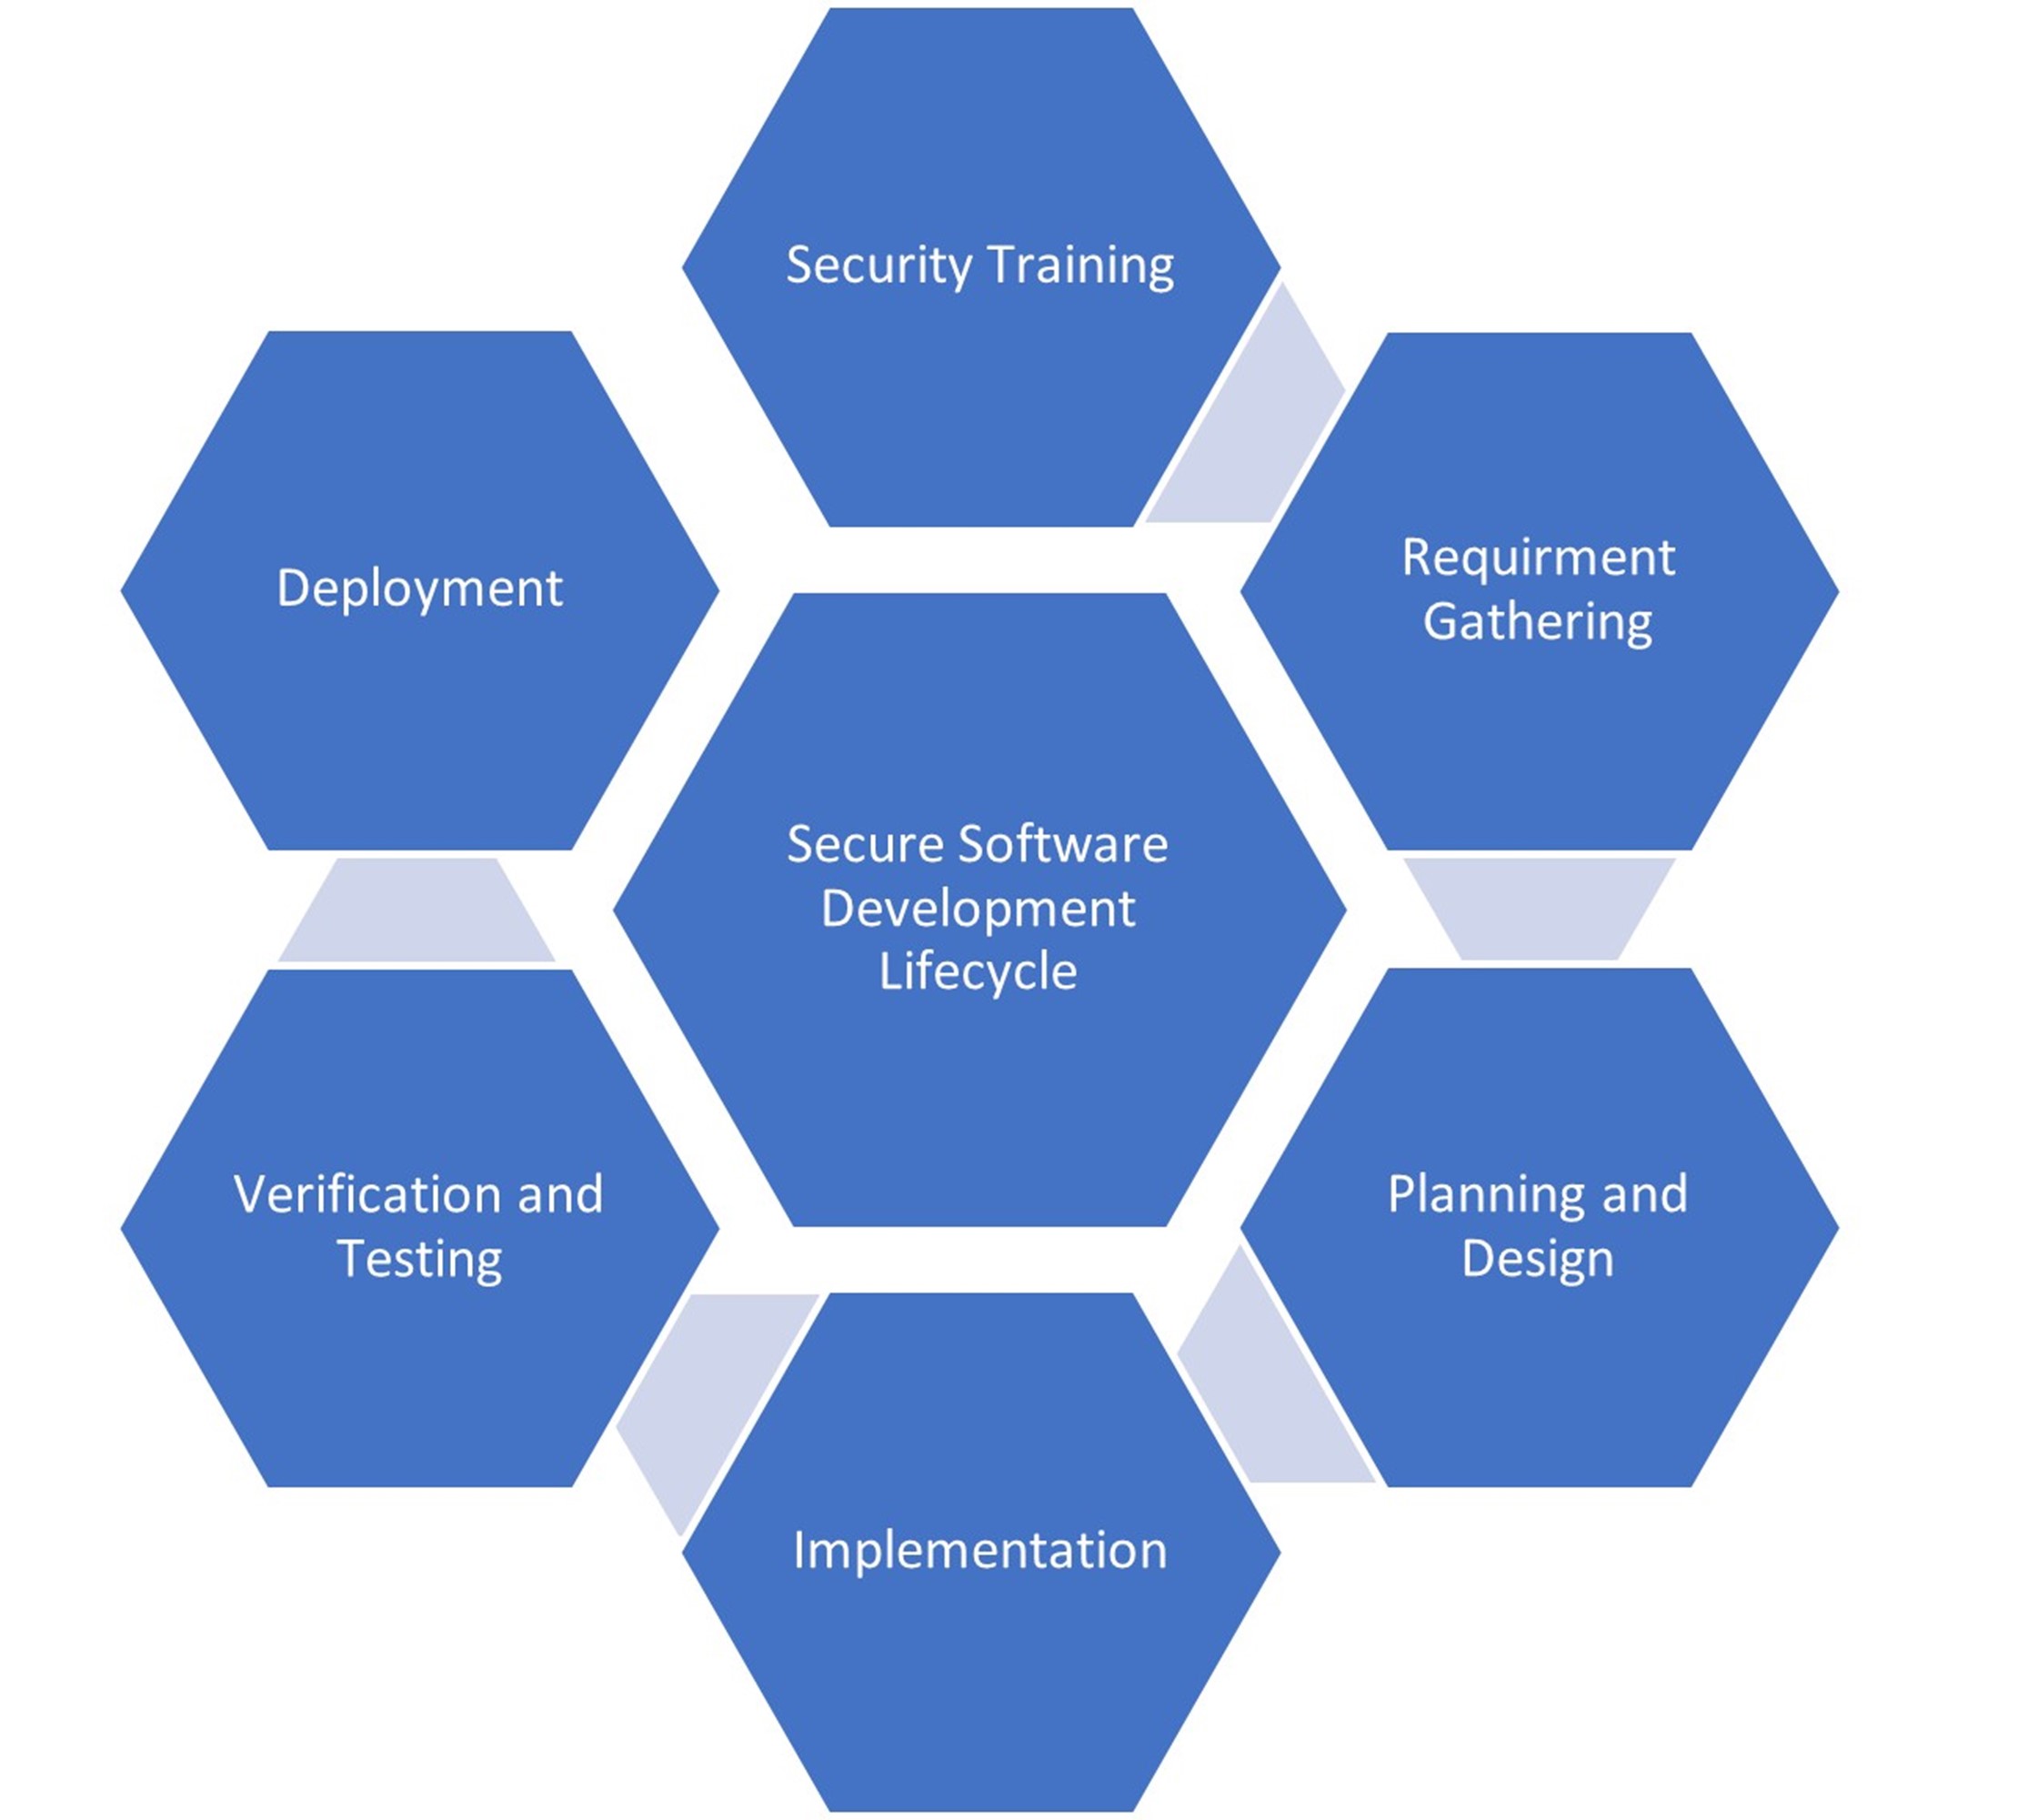 Security Training
Requirment
Gathering
Planning and
Design
Implementation
Verification and
Testing
Deployment
Secure Software
Development
Lifecycle